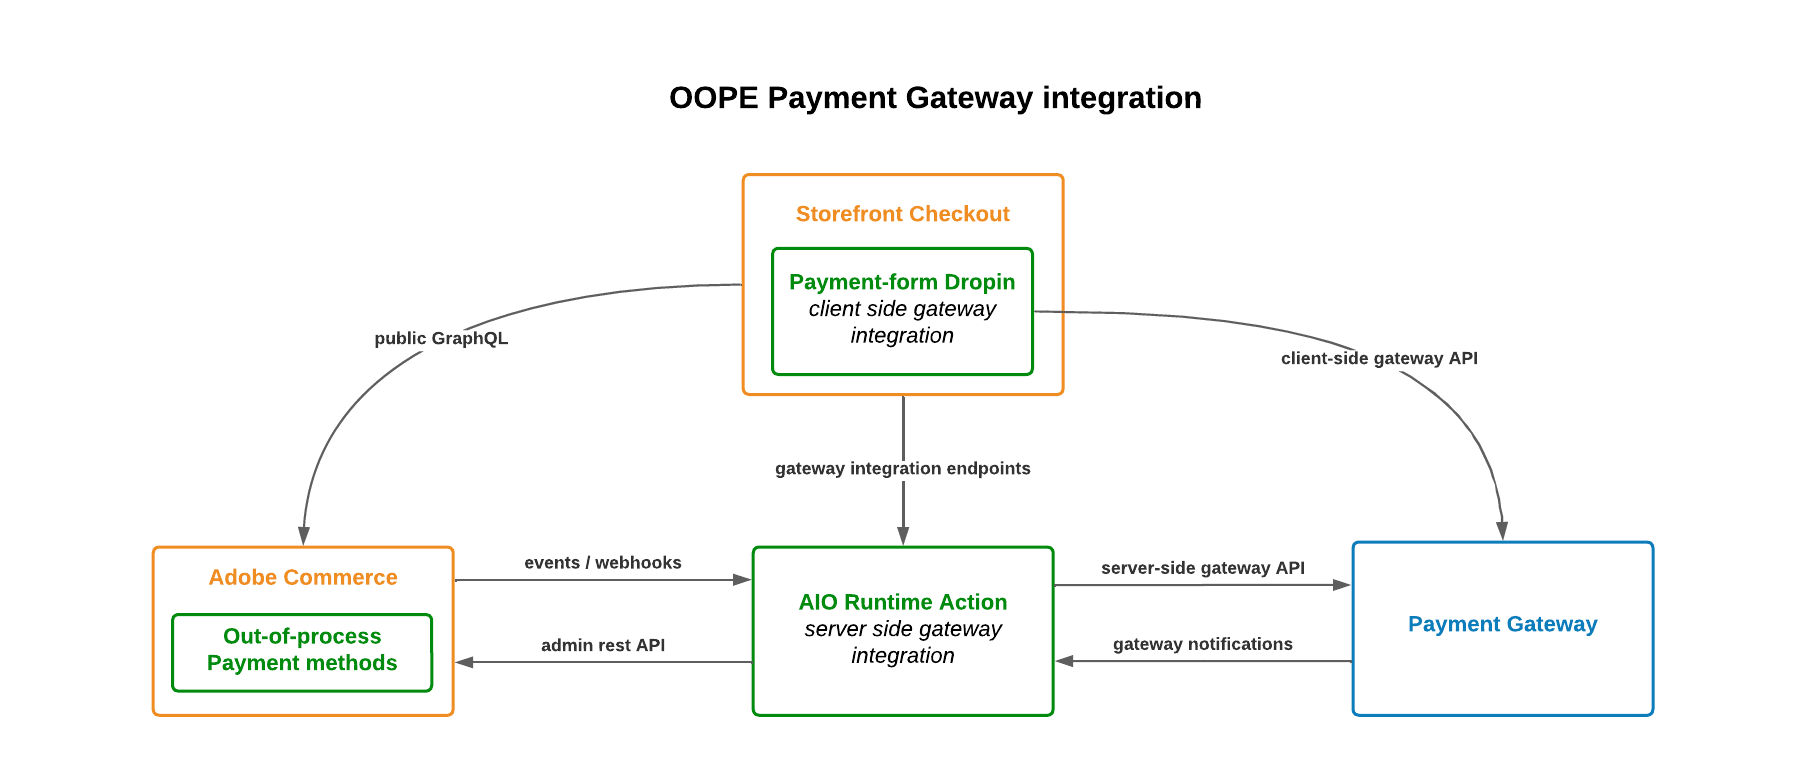 OOPE Payment Gateway integration
Storefront Checkout
Payment-form Dropin
client side gateway
integration
public GraphQL
client-side gateway API
gateway integration endpoints
Adobe Commerce
Out-of-process
Payment methods
events / webhooks
admin rest API
AIO Runtime Action
server side gateway
integration
server-side gateway API
gateway notifications
Payment Gateway